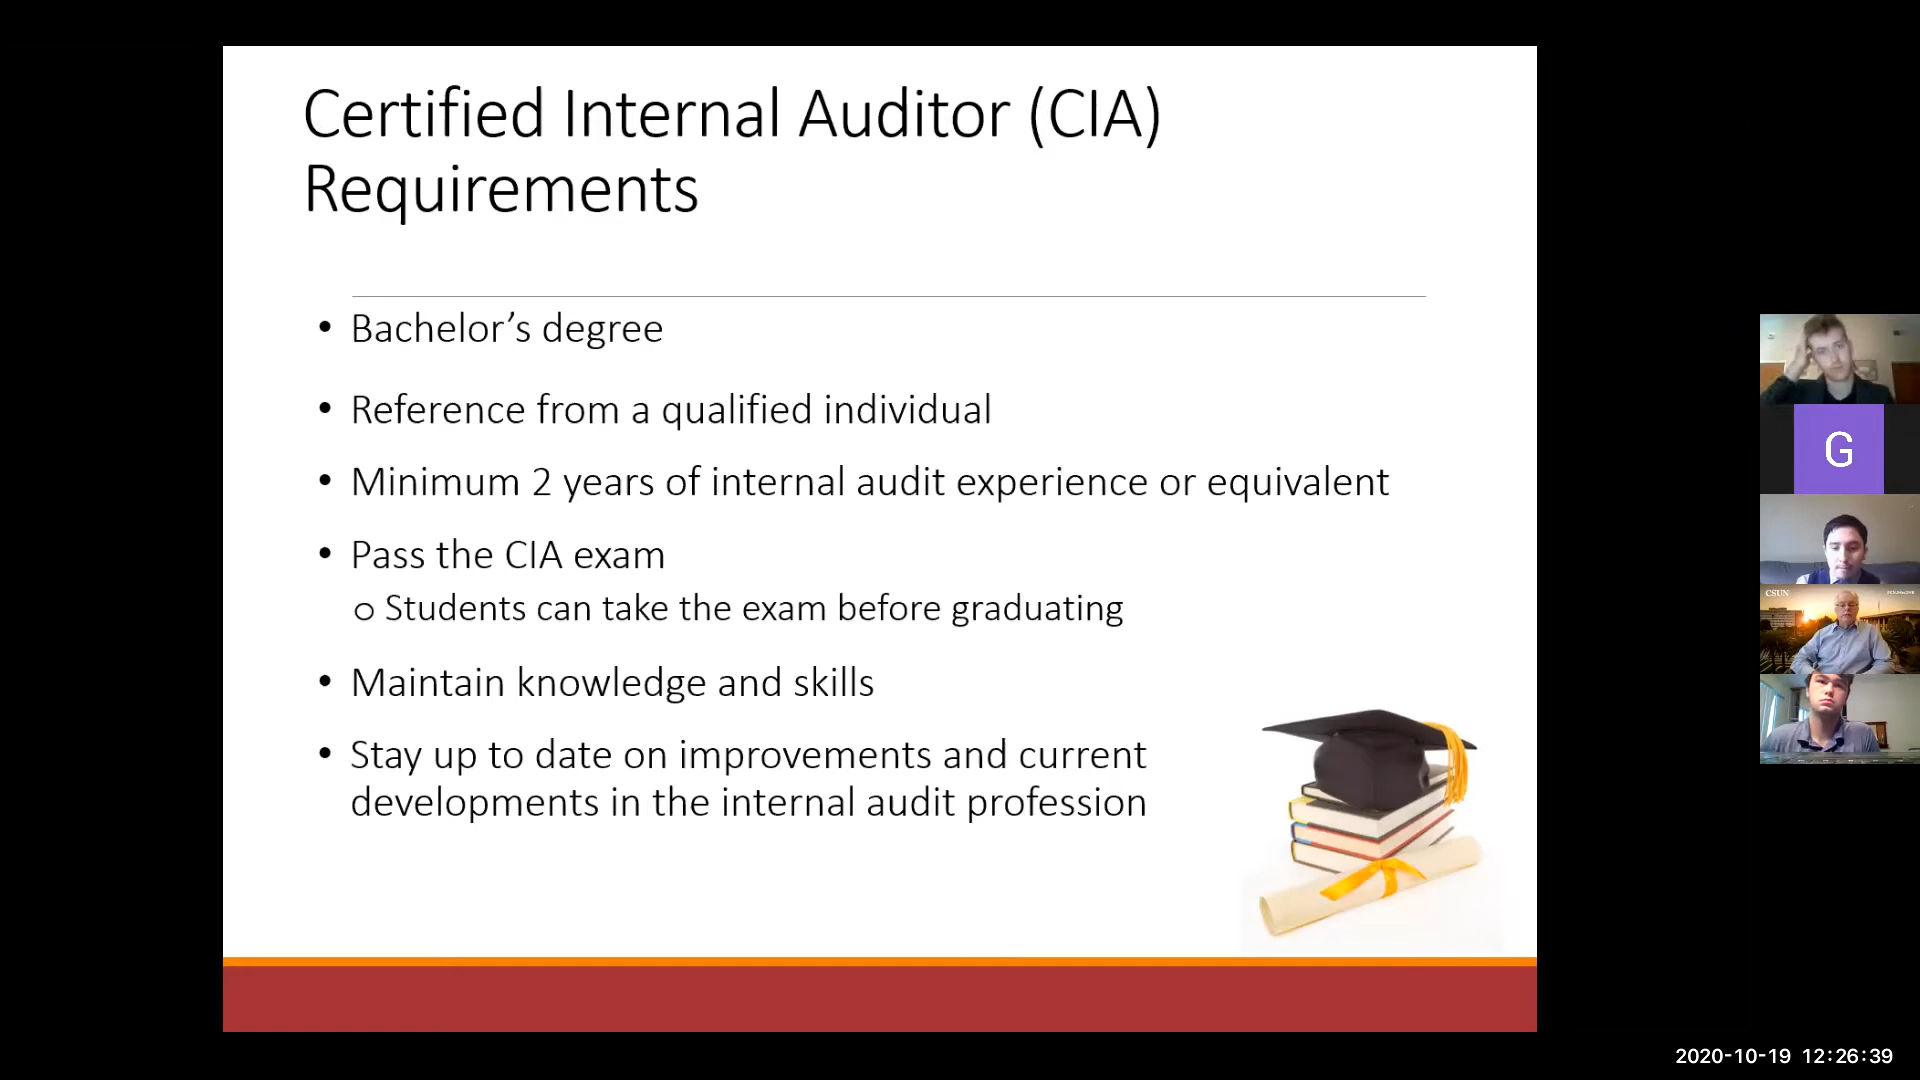 Certified Internal Auditor (CIA)
Requirements
• Bachelor’s degree
• Reference from a qualified individual
• Minimum 2 years of internal audit experience or equivalent
• Pass the CIA exam
o Students can take the exam before graduating
• Maintain knowledge and skills
• Stay up to date on improvements and current
developments in the internal audit profession
G
CSUN
2020-10-19 12:26:39